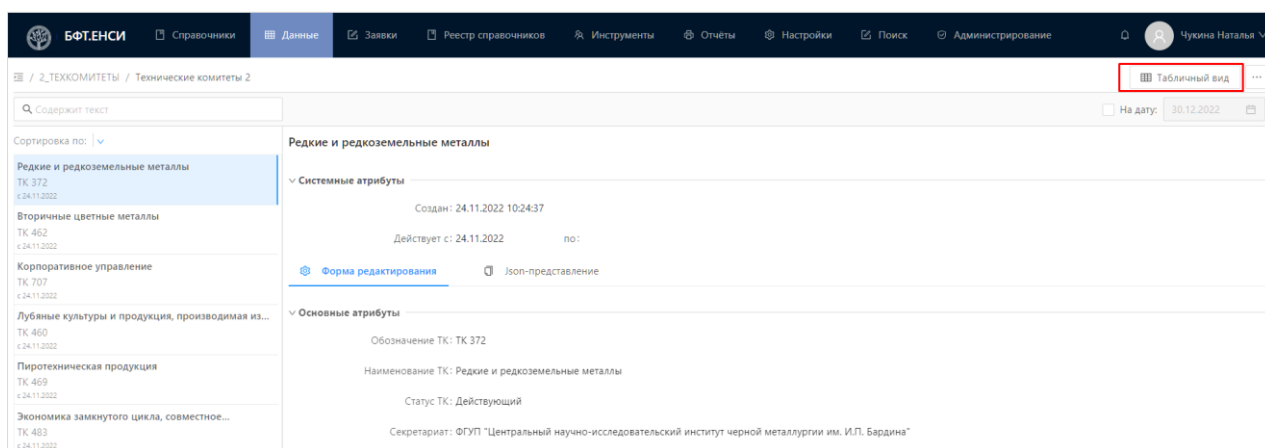 БФТ.ЕНСИ Справочники Данные Заявки Реестр справочников Инструменты Отчёты Настройки Поиск Администрирование Чукина Наталья
/ 2_ТЕХКОМИТЕТЫ / Технические комитеты 2 Табличный вид ...
Содержит текст На дату: 30.12.2022
Сортировка по:
Редкие и редкоземельные металлы
ТК 372
с 24.11.2022
Вторичные цветные металлы
ТК 462
с 24.11.2022
Корпоративное управление
ТК 707
с 24.11.2022
Лубяные культуры и продукция, производимая из...
ТК 460
с 24.11.2022
Пиротехническая продукция
ТК 469
с 24.11.2022
Экономика замкнутого цикла, совместное...
ТК 483
с 24.11.2022
Редкие и редкоземельные металлы
Системные атрибуты
Создан: 24.11.2022 10:24:37
Действует с: 24.11.2022 по:
Форма редактирования Json-представление
Основные атрибуты
Обозначение ТК: ТК 372
Наименование ТК: Редкие и редкоземельные металлы
Статус ТК: Действующий
Секретариат: ФГУП "Центральный научно-исследовательский институт черной металлургии им. И.П. Бардина"